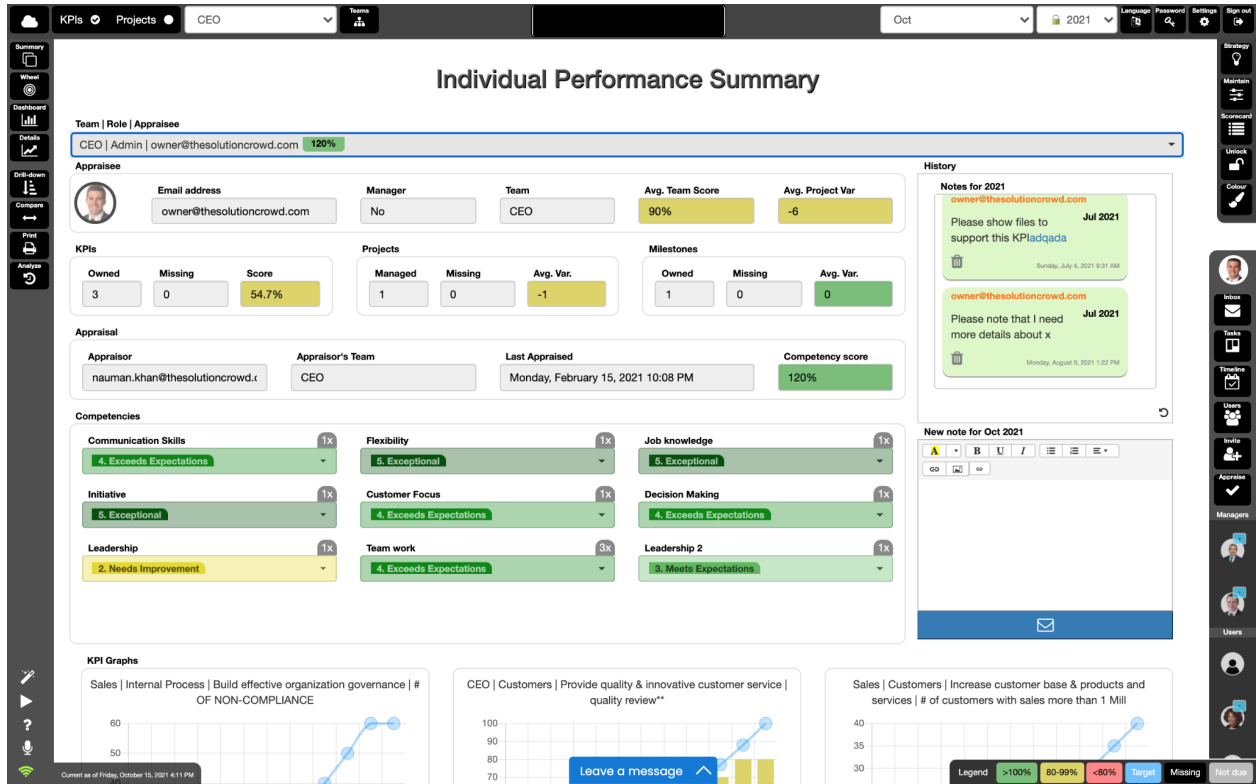 KPIs Projects CEO Teams Oct 2021 Language Password Settings Sign out
Summary
Wheel
Dashboard
Details
Drill-down
Compare
Print
Analyze
Individual Performance Summary
Team | Role | Appraisee
CEO | Admin | owner@thesolutioncrowd.com 120%
Appraisee
Email address Manager Team Avg. Team Score Avg. Project Var
owner@thesolutioncrowd.com No CEO 90% -6
KPIs Projects Milestones
Owned Missing Score Managed Missing Avg. Var. Owned Missing Avg. Var.
3 0 54.7% 1 0 -1 1 0 0
Appraisal
Appraisor Appraisor's Team Last Appraised Competency score
nauman.khan@thesolutioncrowd.c CEO Monday, February 15, 2021 10:08 PM 120%
Competencies
Communication Skills 1x Flexibility 1x Job knowledge 1x
4. Exceeds Expectations 5. Exceptional 5. Exceptional
Initiative 1x Customer Focus 1x Decision Making 1x
5. Exceptional 4. Exceeds Expectations 4. Exceeds Expectations
Leadership 1x Team work 3x Leadership 2 1x
2. Needs Improvement 4. Exceeds Expectations 3. Meets Expectations
History
Notes for 2021
owner@thesolutioncrowd.com
Jul 2021
Please show files to
support this KPIadqada
Sunday, July 4, 2021 9:31 AM
owner@thesolutioncrowd.com
Jul 2021
Please note that I need
more details about x
Monday, August 9, 2021 1:22 PM
New note for Oct 2021
A B U I
KPI Graphs
Sales | Internal Process | Build effective organization governance | #
OF NON-COMPLIANCE
60
50
40
CEO | Customers | Provide quality & innovative customer service |
quality review**
100
90
80
70
Sales | Customers | Increase customer base & products and
services | # of customers with sales more than 1 Mill
40
35
30
Strategy
Maintain
Scorecard
Unlock
Colour
Inbox
Tasks
Timeline
Users
Invite
Appraise
Managers
Users
?
Current as of Friday, October 15, 2021 4:11 PM
Leave a message
Legend >100% 80-99% <80% Target Missing Not due